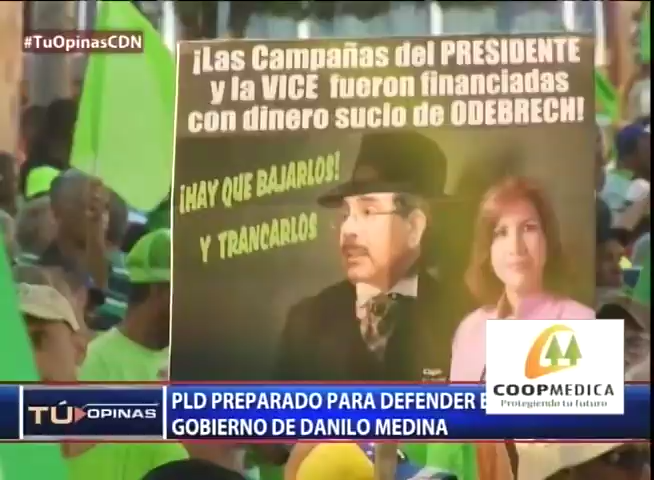 #TuOpinasCDN
¡Las Campañas del PRESIDENTE
y la VICE fueron financiadas
con dinero sucio de ODEBRECH!
¡HAY QUE BAJARLOS!
Y TRANCARLOS
COOPMEDICA
Protegiendo tu futuro
TÚ OPINAS
PLD PREPARADO PARA DEFENDER
GOBIERNO DE DANILO MEDINA